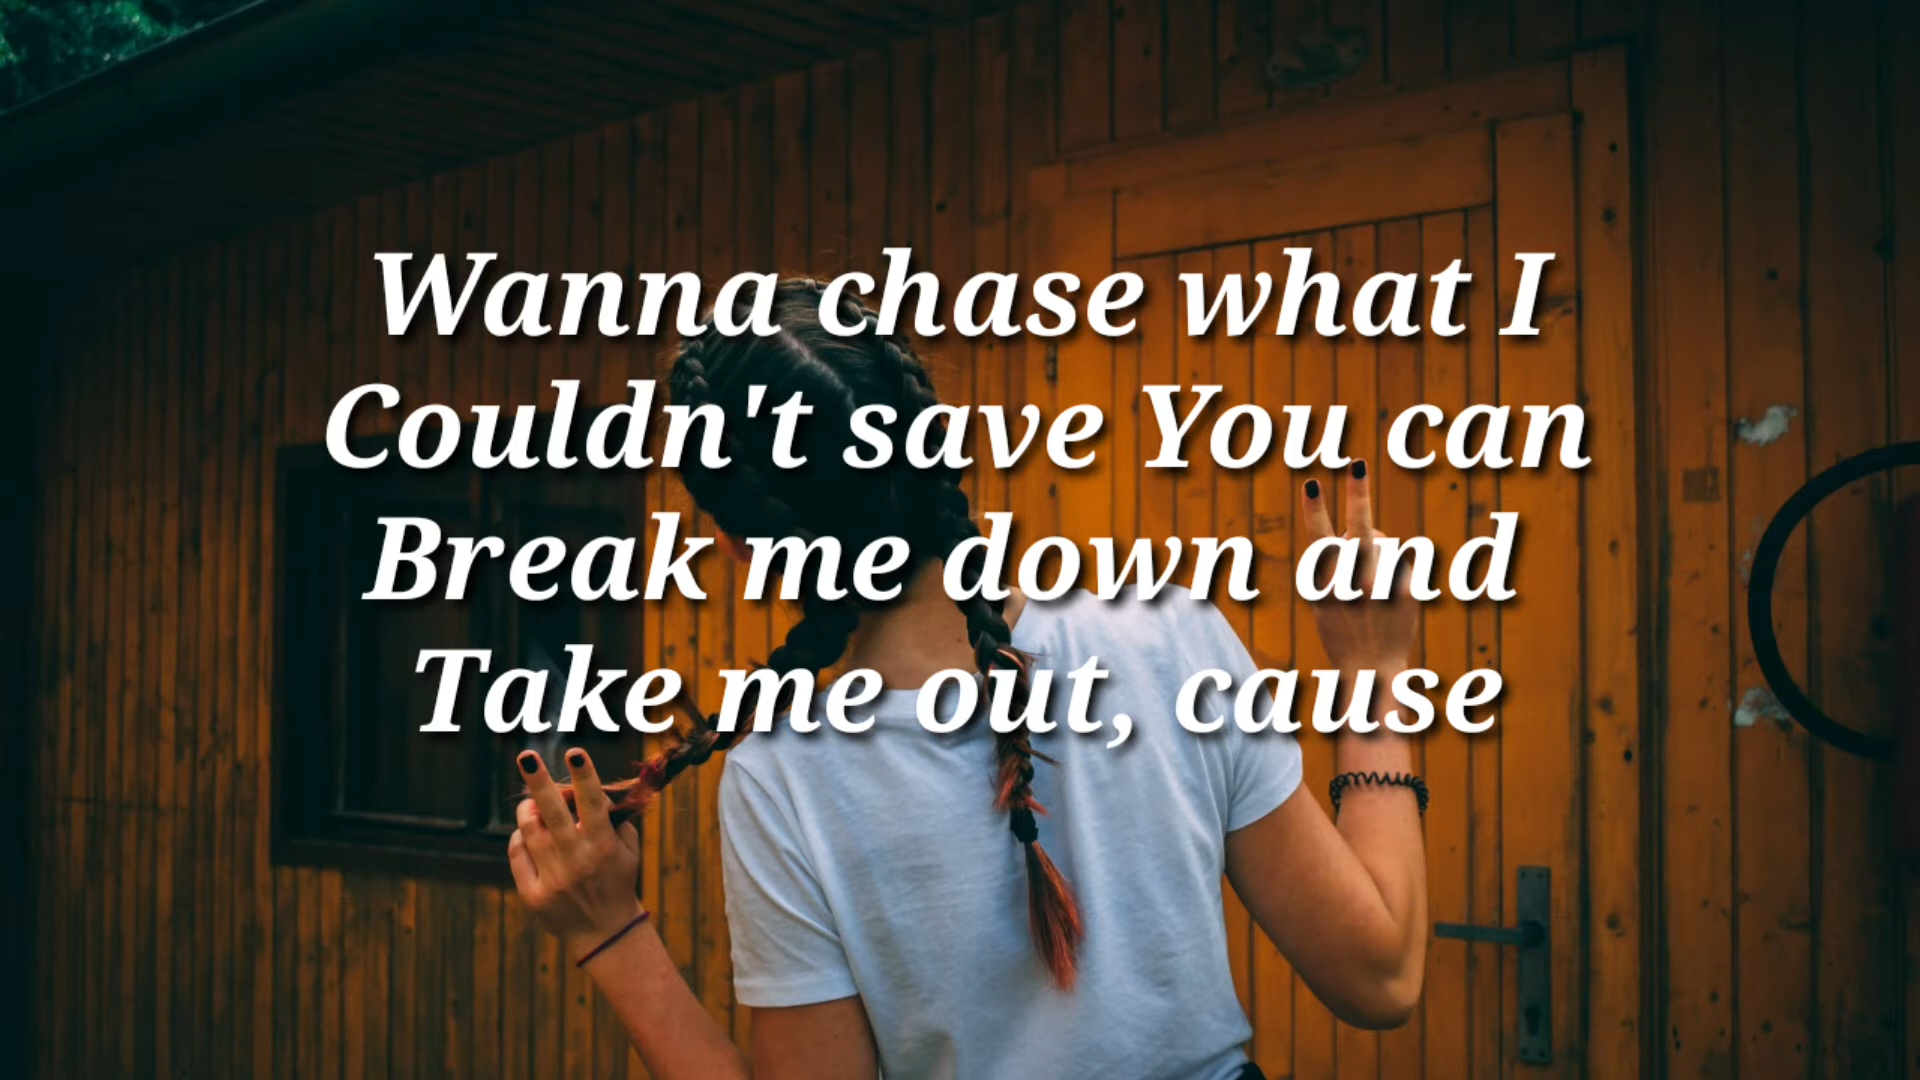 Wanna chase what I
Couldn't save You can
Break me down and
Take me out, cause